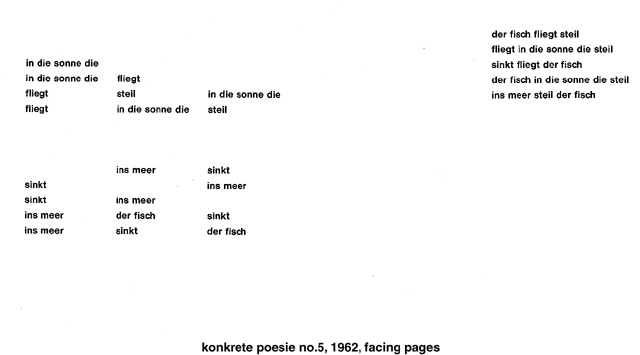 in die sonne die
in die sonne die fliegt
fliegt steil in die sonne die
fliegt in die sonne die steil
ins meer sinkt
sinkt ins meer
sinkt ins meer
ins meer der fisch sinkt
ins meer sinkt der fisch
der fisch fliegt steil
fliegt in die sonne die steil
sinkt fliegt der fisch
der fisch in die sonne die steil
ins meer steil der fisch
konkrete poesie no.5, 1962, facing pages